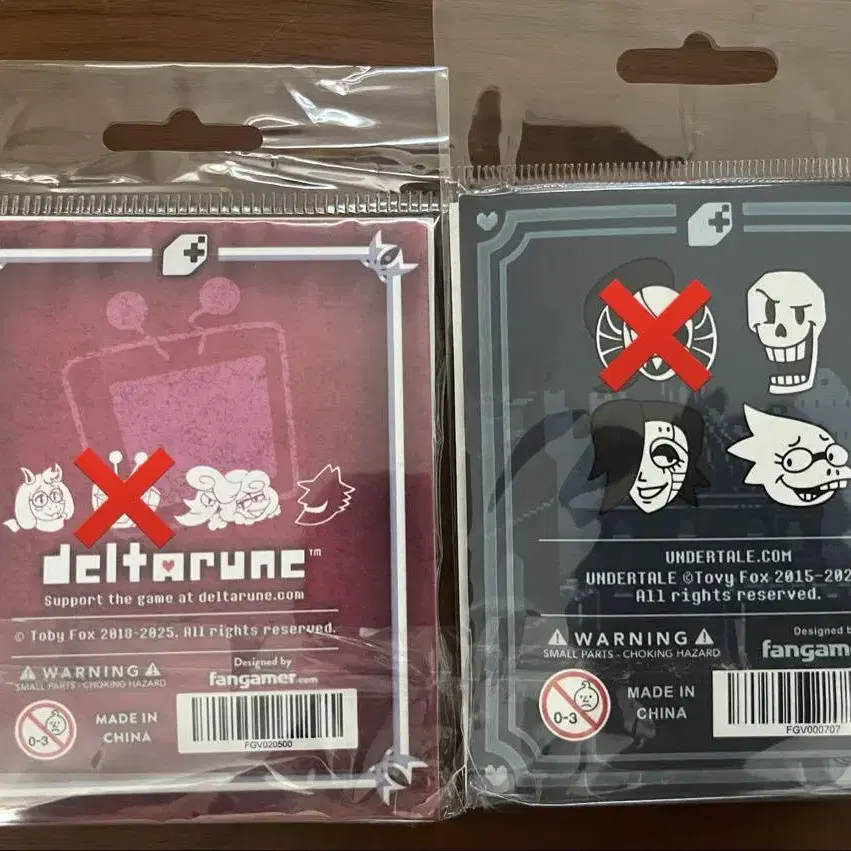 deltarune™
Support the game at deltarune.com
© Toby Fox 2018-2025. All rights reserved.
WARNING
SMALL PARTS - CHOKING HAZARD
Designed by
fangamer.com
0-3
MADE IN
CHINA
FGV020500
UNDERTALE.COM
UNDERTALE ©Toby Fox 2015-202
All rights reserved.
WARNING
SMALL PARTS - CHOKING HAZARD
Designed b
fangam
0-3
MADE IN
CHINA
FGV000707